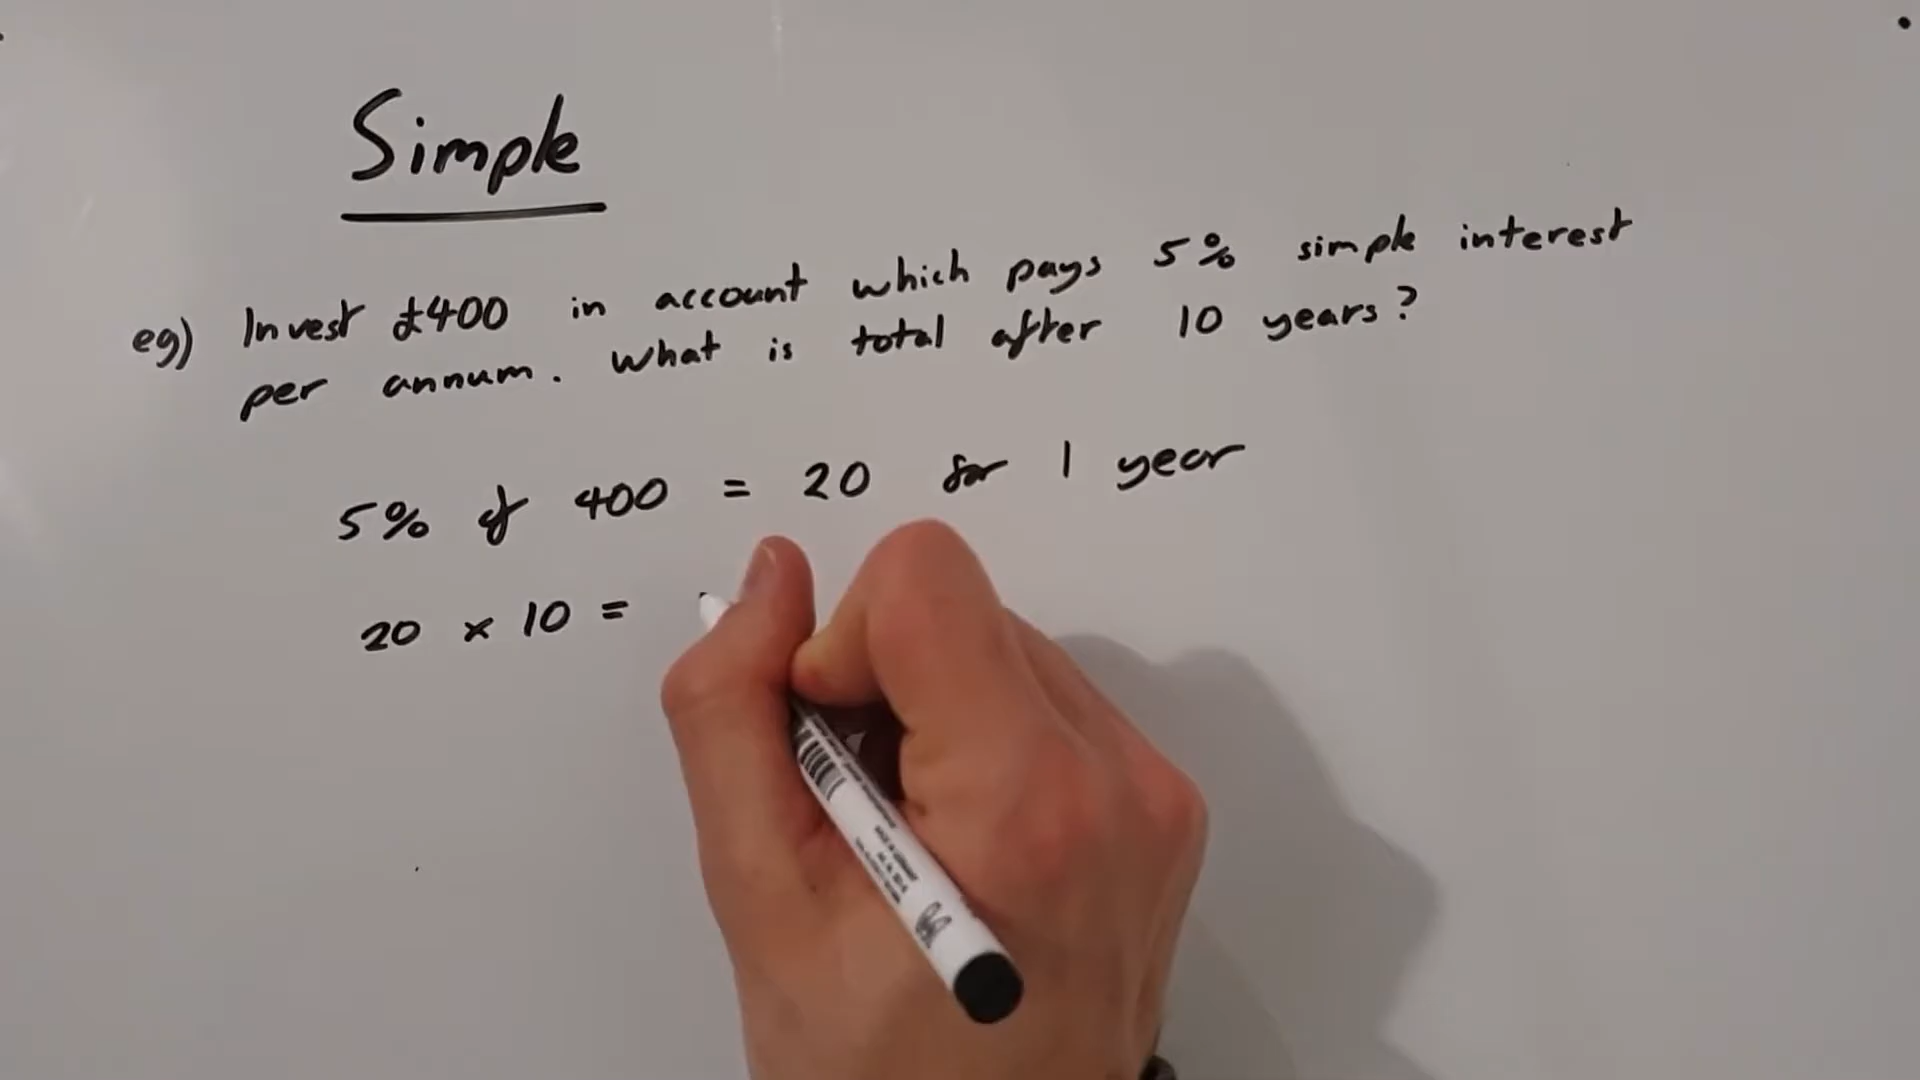 Simple
eg) Invest £400 in account which pays 5% simple interest
per annum. What is total after 10 years?
5% of 400 = 20 for 1 year
20 × 10 =